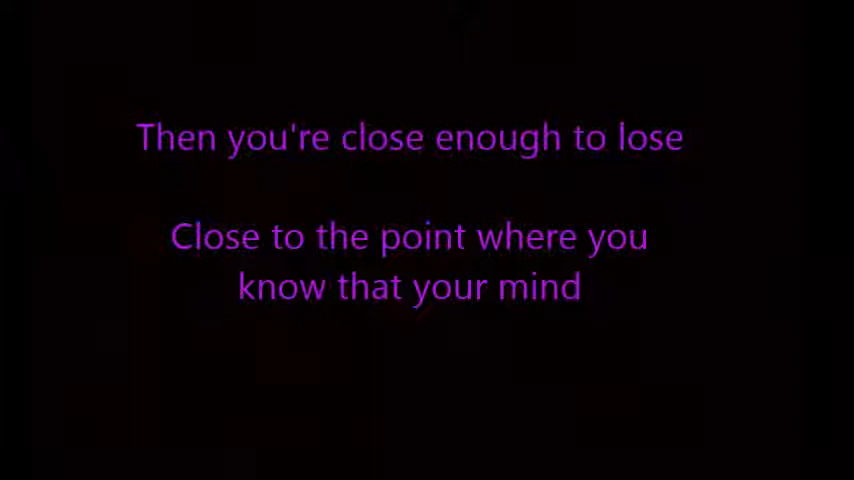 Then you're close enough to lose
Close to the point where you
know that your mind